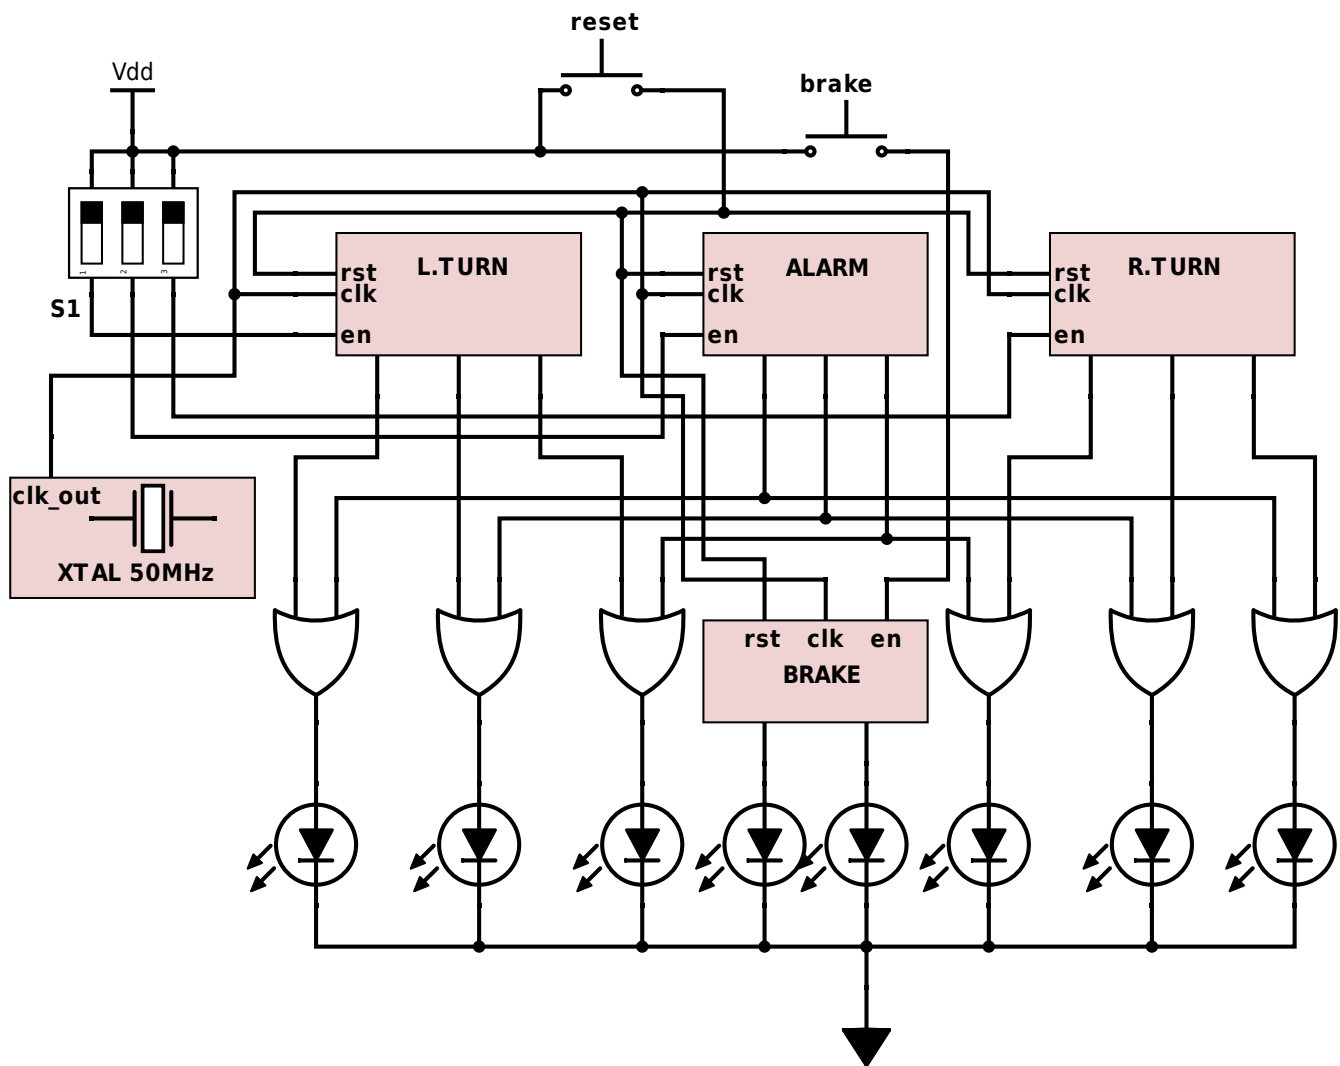 reset
Vdd
brake
1 2 3
S1
rst L.TURN
clk
en
rst ALARM
clk
en
rst R.TURN
clk
en
clk_out
XTAL 50MHz
rst clk en
BRAKE